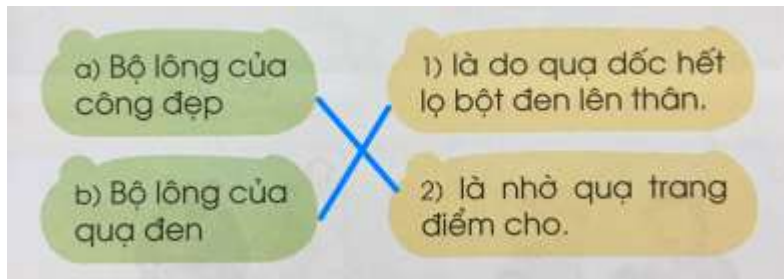 a) Bộ lông của
công đẹp
1) là do quạ dốc hết
lọ bột đen lên thân.
b) Bộ lông của
quạ đen
2) là nhờ quạ trang
điểm cho.